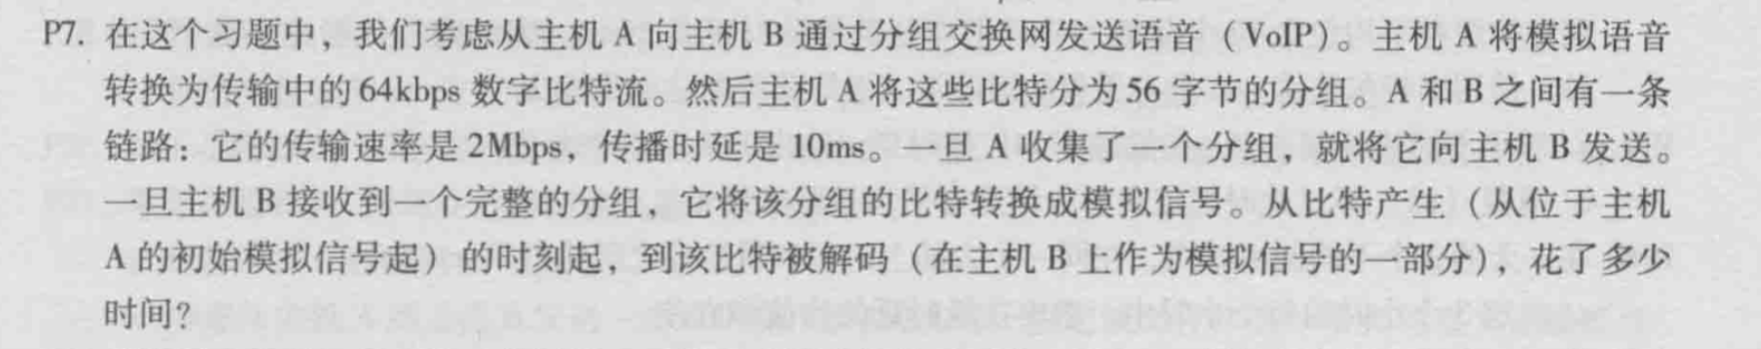 P7. 在这个习题中，我们考虑从主机 A 向主机 B 通过分组交换网发送语音（VoIP）。主机 A 将模拟语音
转换为传输中的 64kbps 数字比特流。然后主机 A 将这些比特分为 56 字节的分组。A 和 B 之间有一条
链路：它的传输速率是 2Mbps，传播时延是 10ms。一旦 A 收集了一个分组，就将它向主机 B 发送。
一旦主机 B 接收到一个完整的分组，它将该分组的比特转换成模拟信号。从比特产生（从位于主机
A 的初始模拟信号起）的时刻起，到该比特被解码（在主机 B 上作为模拟信号的一部分），花了多少
时间？